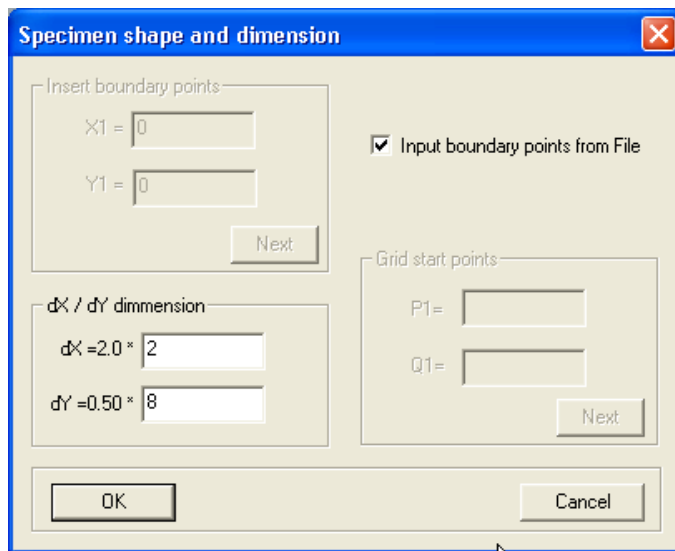 Specimen shape and dimension
Insert boundary points
X1 = 0
Y1 = 0
Next
Input boundary points from File
Grid start points
P1=
Q1=
Next
dX / dY dimmension
dX =2.0 * 2
dY =0.50 * 8
OK
Cancel